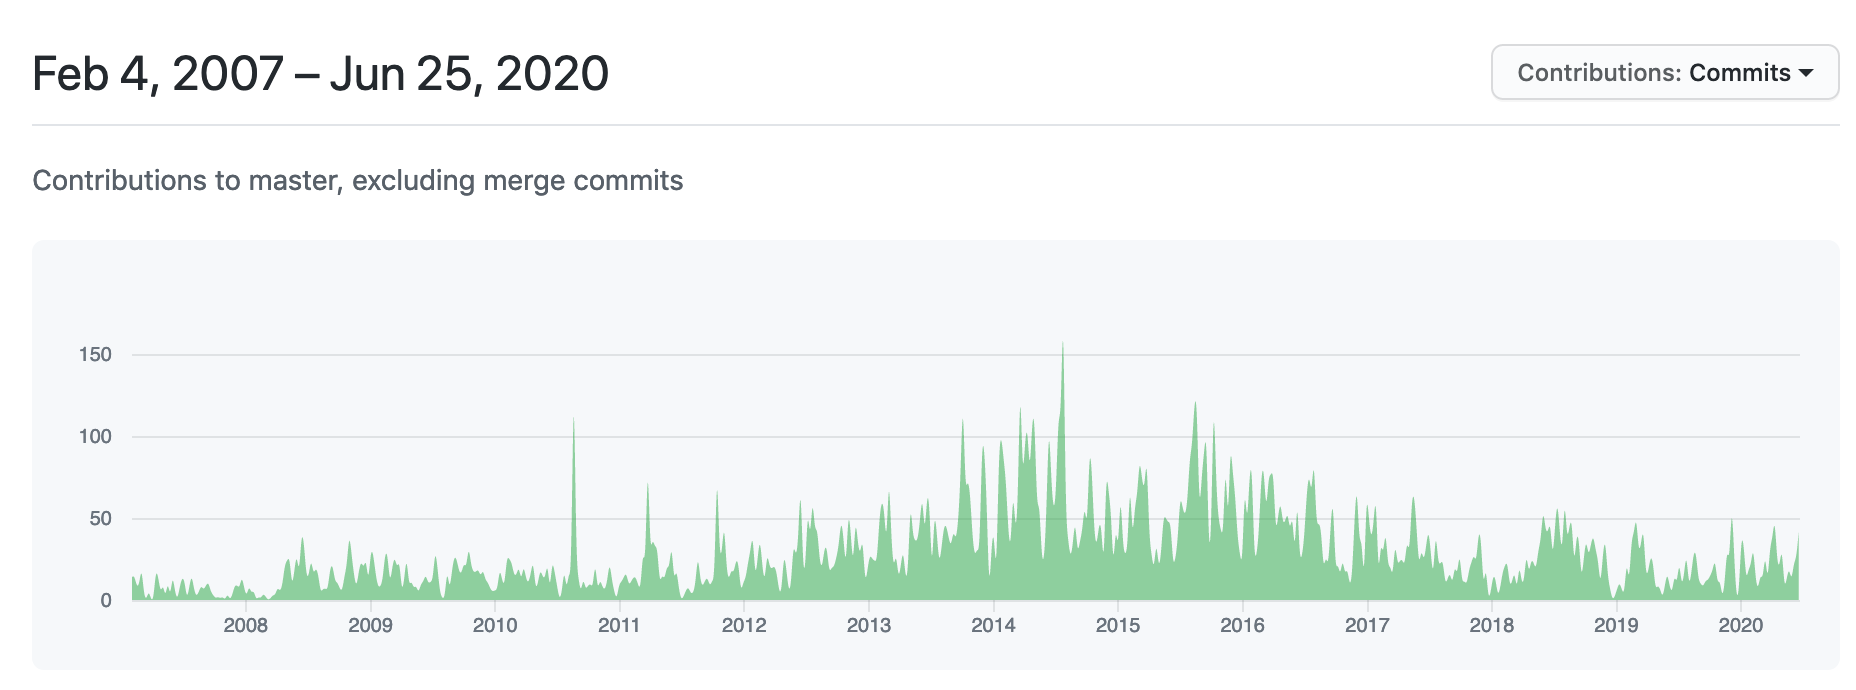 Feb 4, 2007 – Jun 25, 2020
Contributions: Commits
Contributions to master, excluding merge commits
150
100
50
0
2008 2009 2010 2011 2012 2013 2014 2015 2016 2017 2018 2019 2020